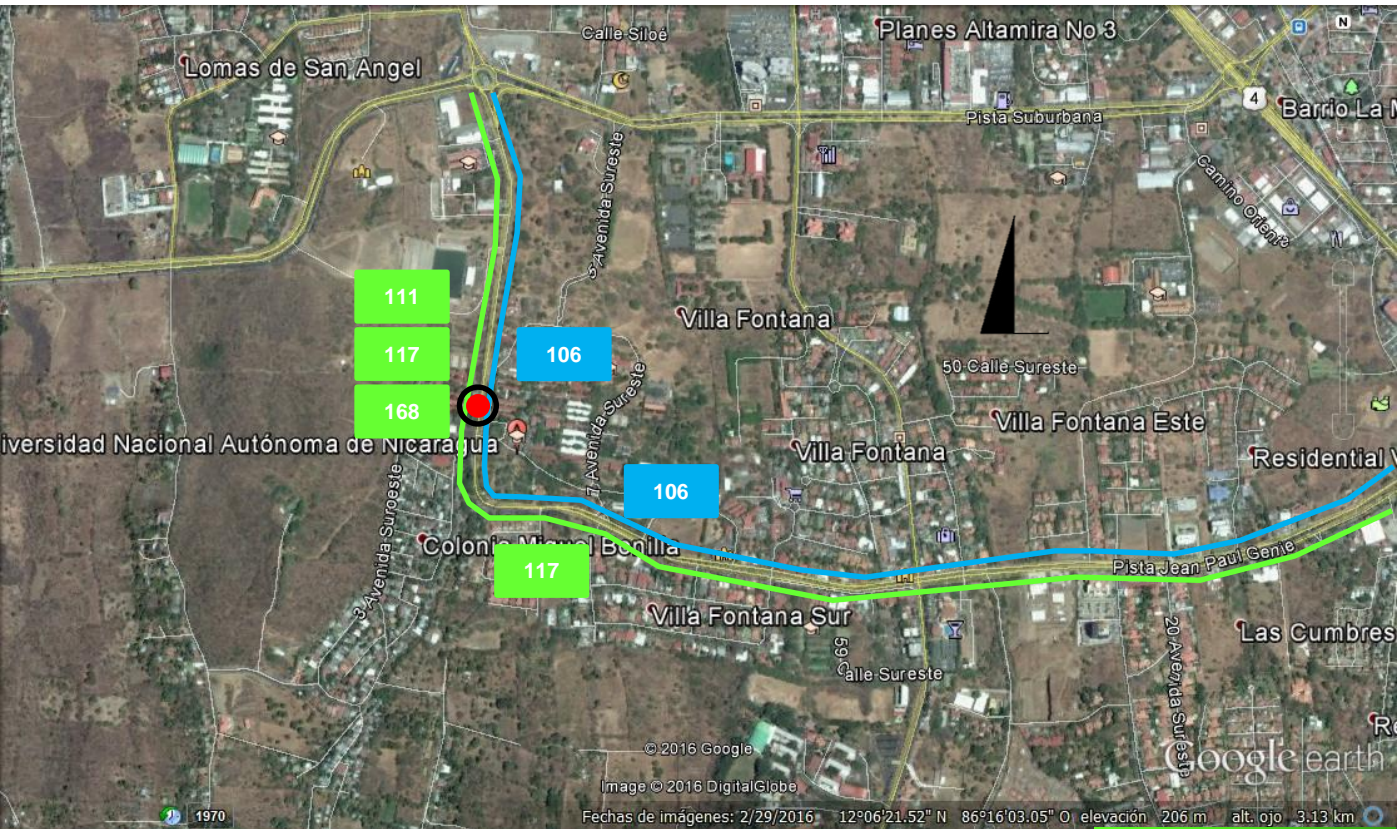 Calle Siloé
Planes Altamira No 3
N
Lomas de San Angel
4
Barrio La
Pista Suburbana
5 Avenida Sureste
Camino Oriente
111
Villa Fontana
117
106
50 Calle Sureste
168
7 Avenida Sureste
Villa Fontana Este
iversidad Nacional Autónoma de Nicaragua
Villa Fontana
Residential
106
3 Avenida Suroeste
Colonia Miguel Bonilla
117
Pista Jean Paul Genie
Villa Fontana Sur
Las Cumbres
59 Calle Sureste
20 Avenida Sureste
© 2016 Google
Google earth
Image © 2016 DigitalGlobe
1970
Fechas de imágenes: 2/29/2016 12°06'21.52" N 86°16'03.05" O elevación 206 m alt. ojo 3.13 km